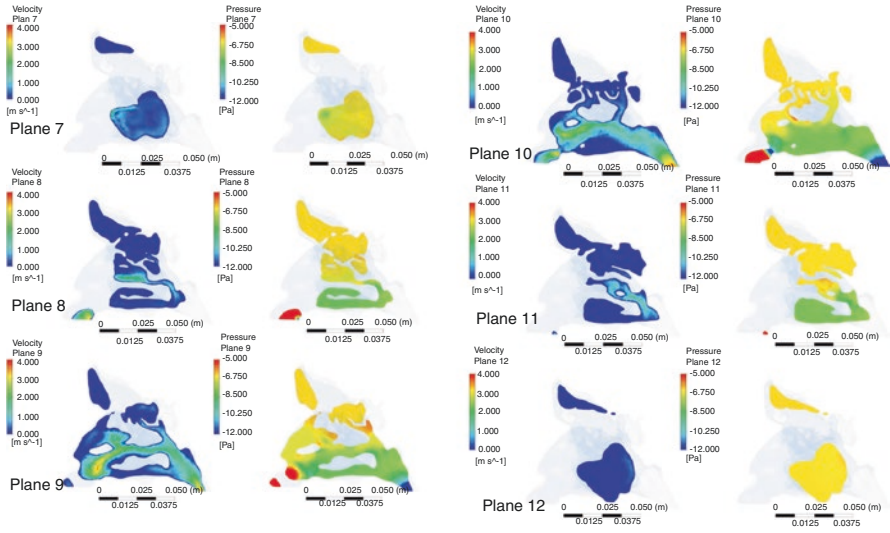 Velocity
Plan 7
4.000
3.000
2.000
1.000
0.000
[m s^-1]
Pressure
Plane 7
-5.000
-6.750
-8.500
-10.250
-12.000
[Pa]
Plane 7
0 0.025 0.050 (m)
0.0125 0.0375
Velocity
Plane 8
4.000
3.000
2.000
1.000
0.000
[m s^-1]
Pressure
Plane 8
-5.000
-6.750
-8.500
-10.250
-12.000
[Pa]
Plane 8
0 0.025 0.050 (m)
0.0125 0.0375
0 0.025 0.050 (m)
0.0125 0.0375
Velocity
Plane 9
4.000
3.000
2.000
1.000
0.000
[m s^-1]
Pressure
Plane 9
-5.000
-6.750
-8.500
-10.250
-12.000
[Pa]
Plane 9
0.025 0.050 (m)
0.0125 0.0375
0 0.025 0.050 (m)
0.0125 0.0375
Velocity
Plane 10
4.000
3.000
2.000
1.000
0.000
[m s^-1]
Pressure
Plane 10
-5.000
-6.750
-8.500
-10.250
-12.000
[Pa]
Plane 10
0 0.025 0.050 (m)
0.0125 0.0375
0 0.025 0.050 (m)
0.0125 0.0375
Velocity
Plane 11
4.000
3.000
2.000
1.000
0.000
[m s^-1]
Pressure
Plane 11
-5.000
-6.750
-8.500
-10.250
-12.000
[Pa]
Plane 11
0 0.025 0.050 (m)
0.0125 0.0375
0 0.025 0.050 (m)
0.0125 0.0375
Velocity
Plane 12
4.000
3.000
2.000
1.000
0.000
[m s^-1]
Pressure
Plane 12
-5.000
-6.750
-8.500
-10.250
-12.000
[Pa]
Plane 12
0 0.025 0.050 (m)
0.0125 0.0375
0 0.025 0.050 (m)
0.0125 0.0375